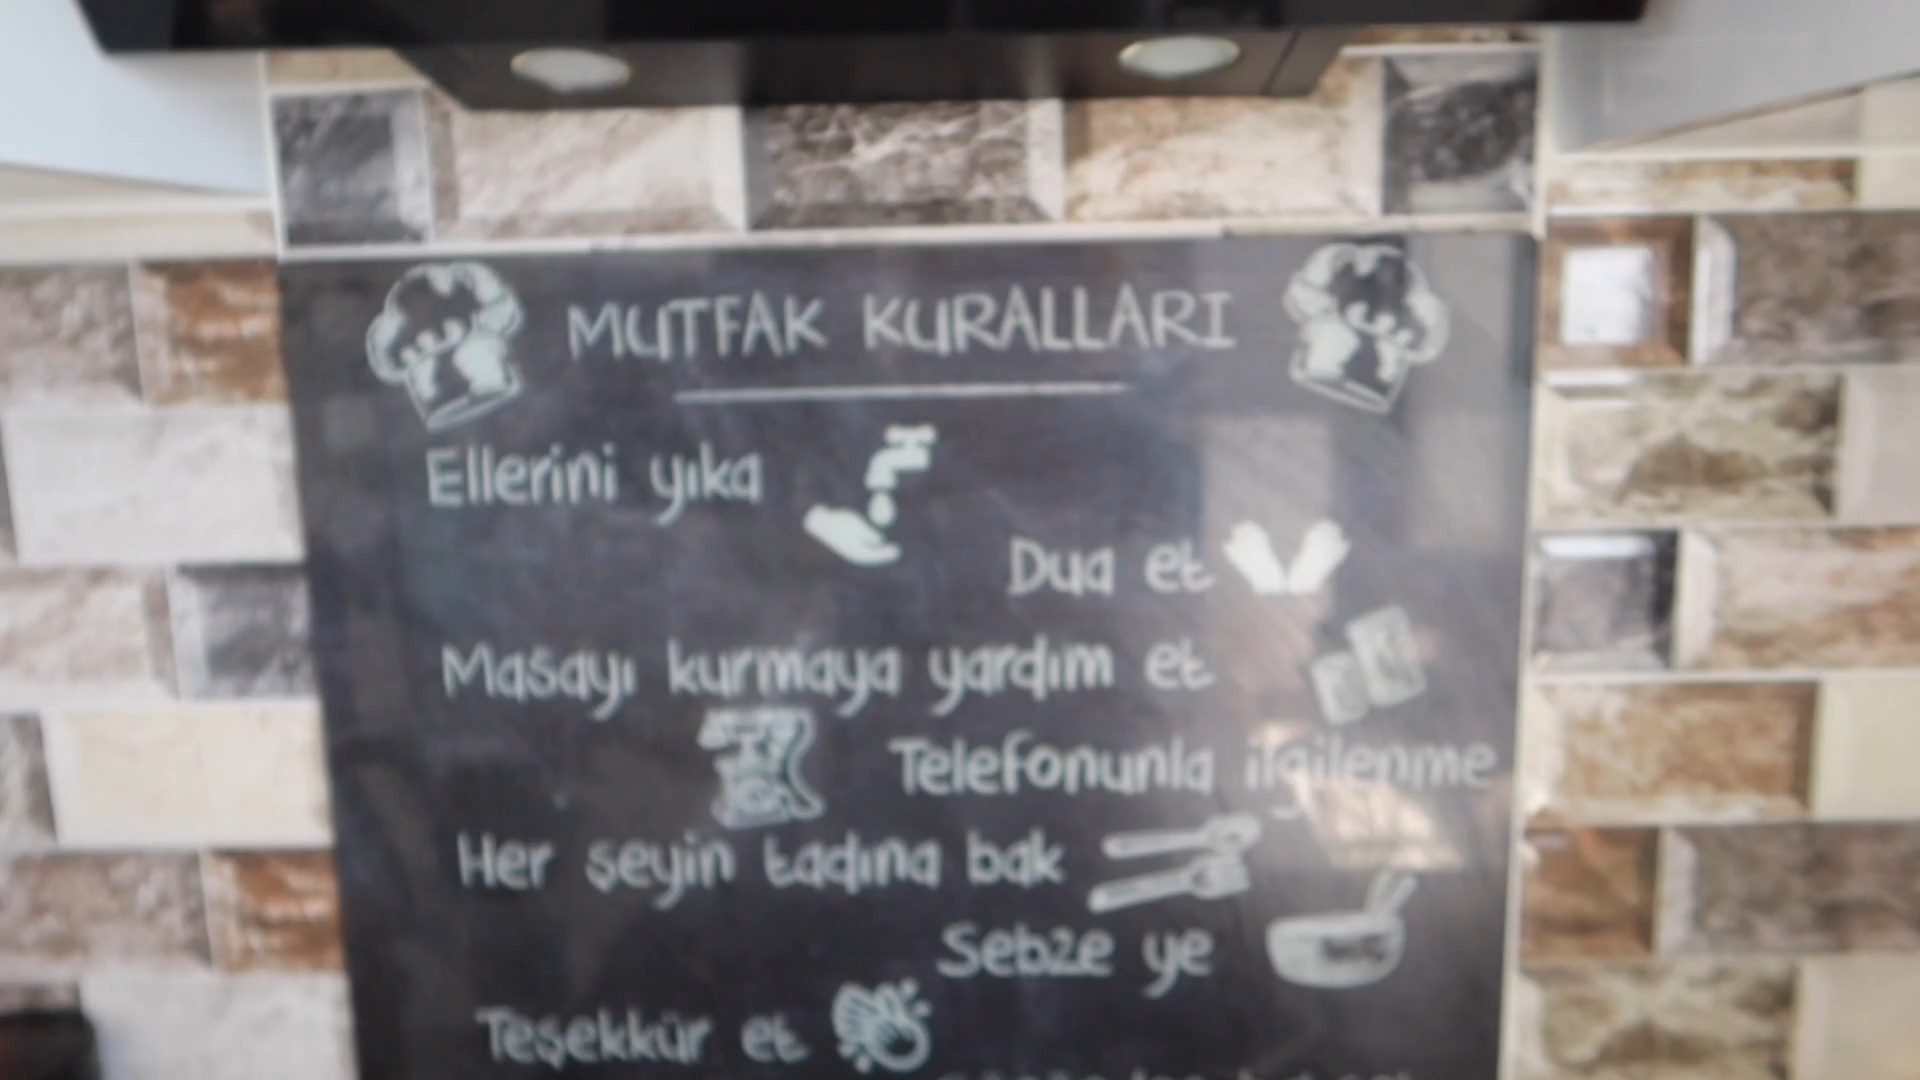 MUTFAK KURALLARI
Ellerini yıka
Dua et
Masayı kurmaya yardım et
Telefonunla ilgilenme
Her şeyin tadına bak
Sebze ye
Teşekkür et